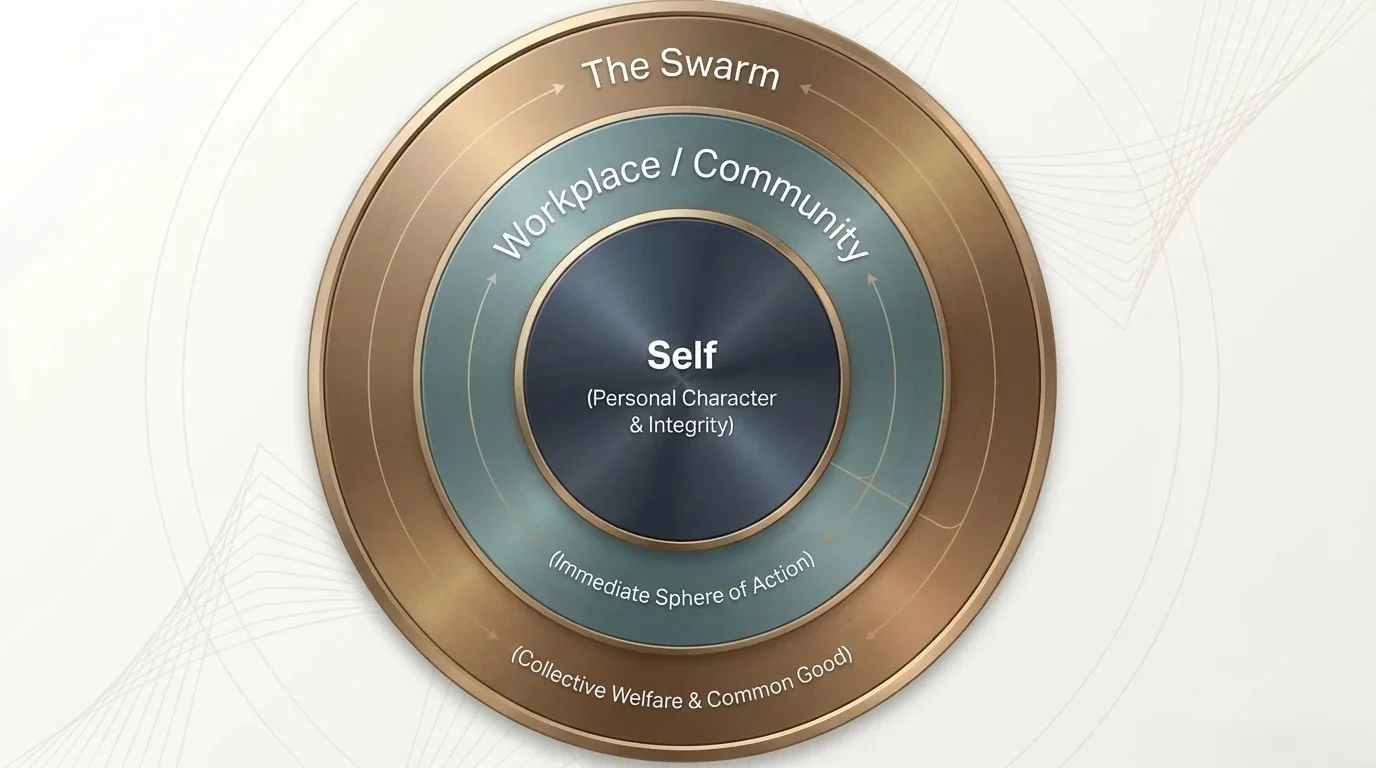 The Swarm
Workplace / Community
Self
(Personal Character
& Integrity)
(Immediate Sphere of Action)
(Collective Welfare & Common Good)